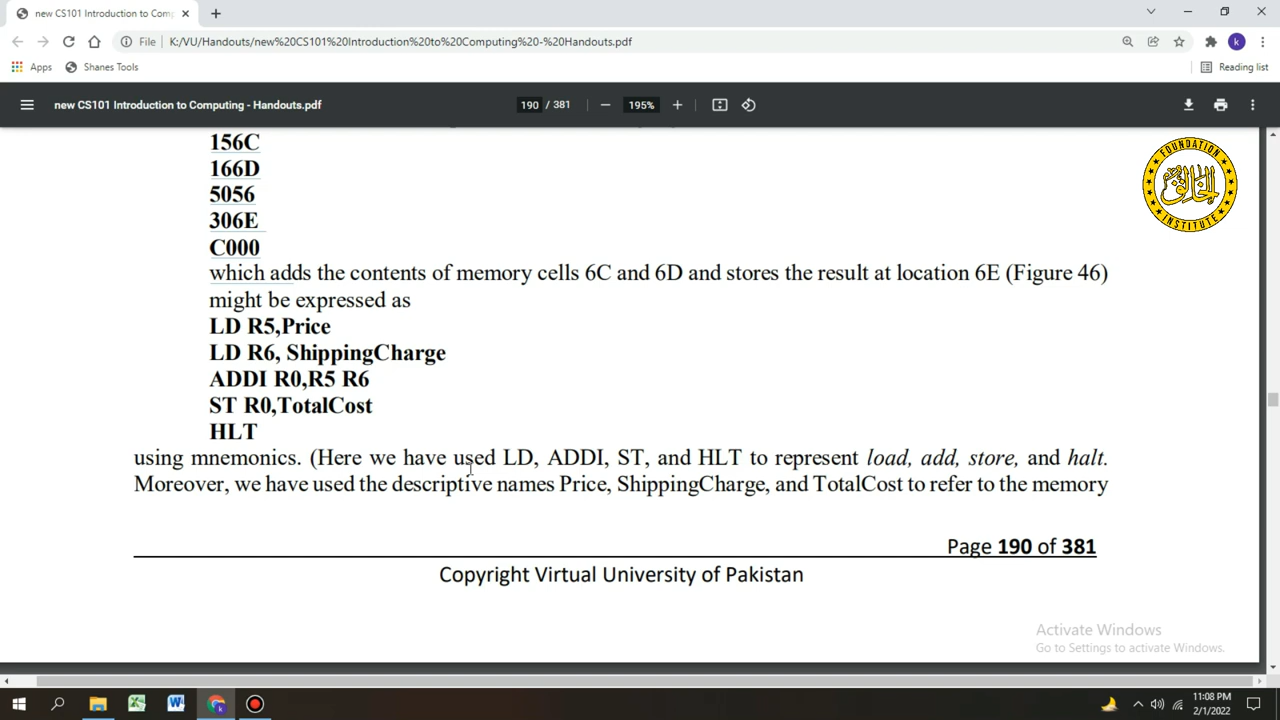 new CS101 Introduction to Comp
File
K:/VU/Handouts/new%20CS101%20Introduction%20to%20Computing%20-%20Handouts.pdf
Apps
Shanes Tools
Reading list
new CS101 Introduction to Computing - Handouts.pdf
190 / 381
195%
156C
166D
5056
306E
C000
which adds the contents of memory cells 6C and 6D and stores the result at location 6E (Figure 46)
might be expressed as
LD R5,Price
LD R6, ShippingCharge
ADDI R0,R5 R6
ST R0,TotalCost
HLT
using mnemonics. (Here we have used LD, ADDI, ST, and HLT to represent load, add, store, and halt.
Moreover, we have used the descriptive names Price, ShippingCharge, and TotalCost to refer to the memory
Page 190 of 381
Copyright Virtual University of Pakistan
FOUNDATION
INSTITUTE
Activate Windows
Go to Settings to activate Windows.
11:08 PM
2/1/2022